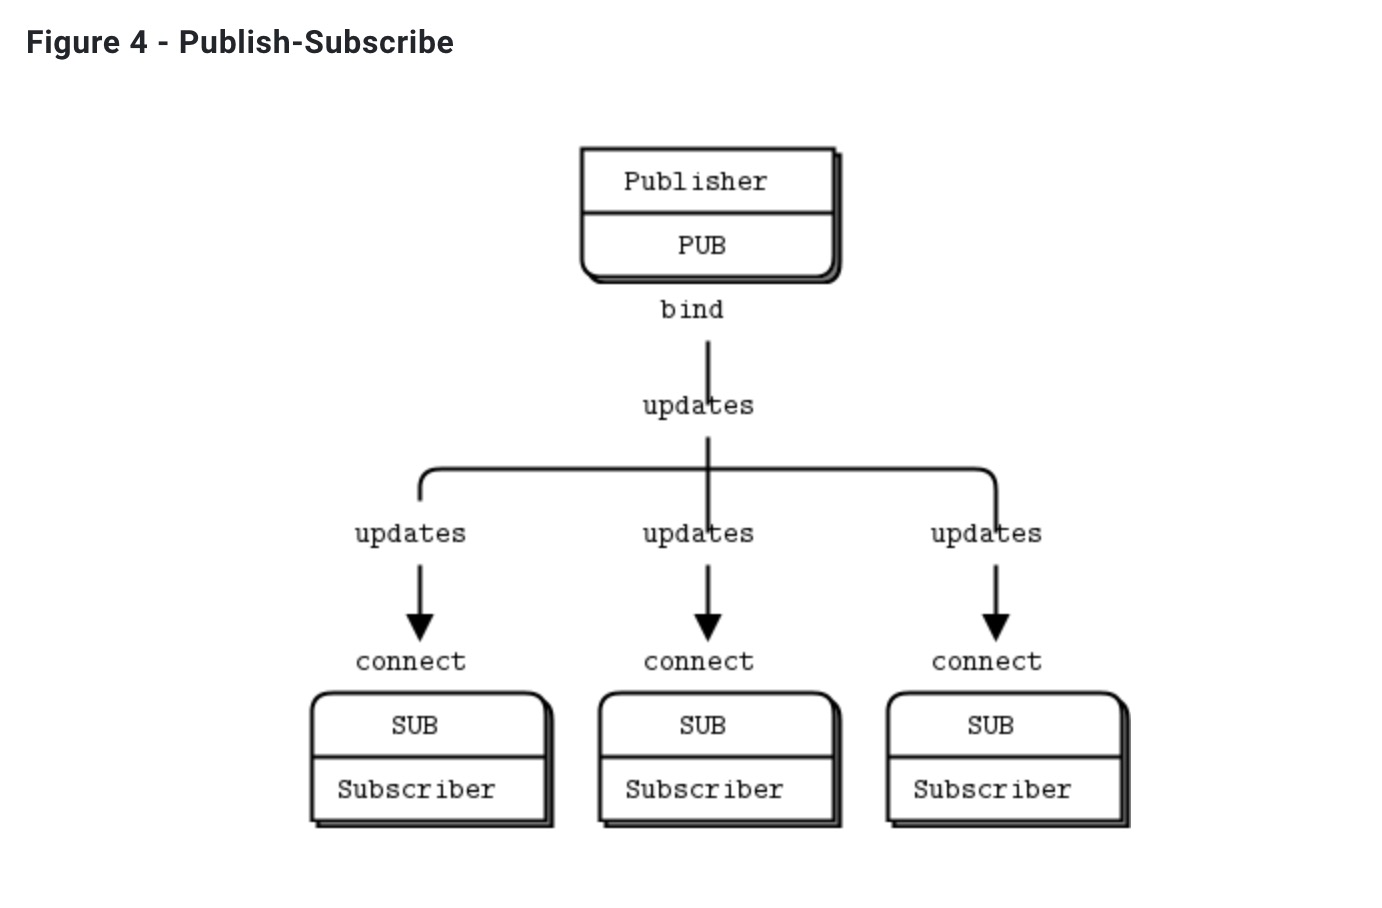 Figure 4 - Publish-Subscribe
Publisher
PUB
bind
updates
updates updates updates
connect connect connect
SUB SUB SUB
Subscriber Subscriber Subscriber